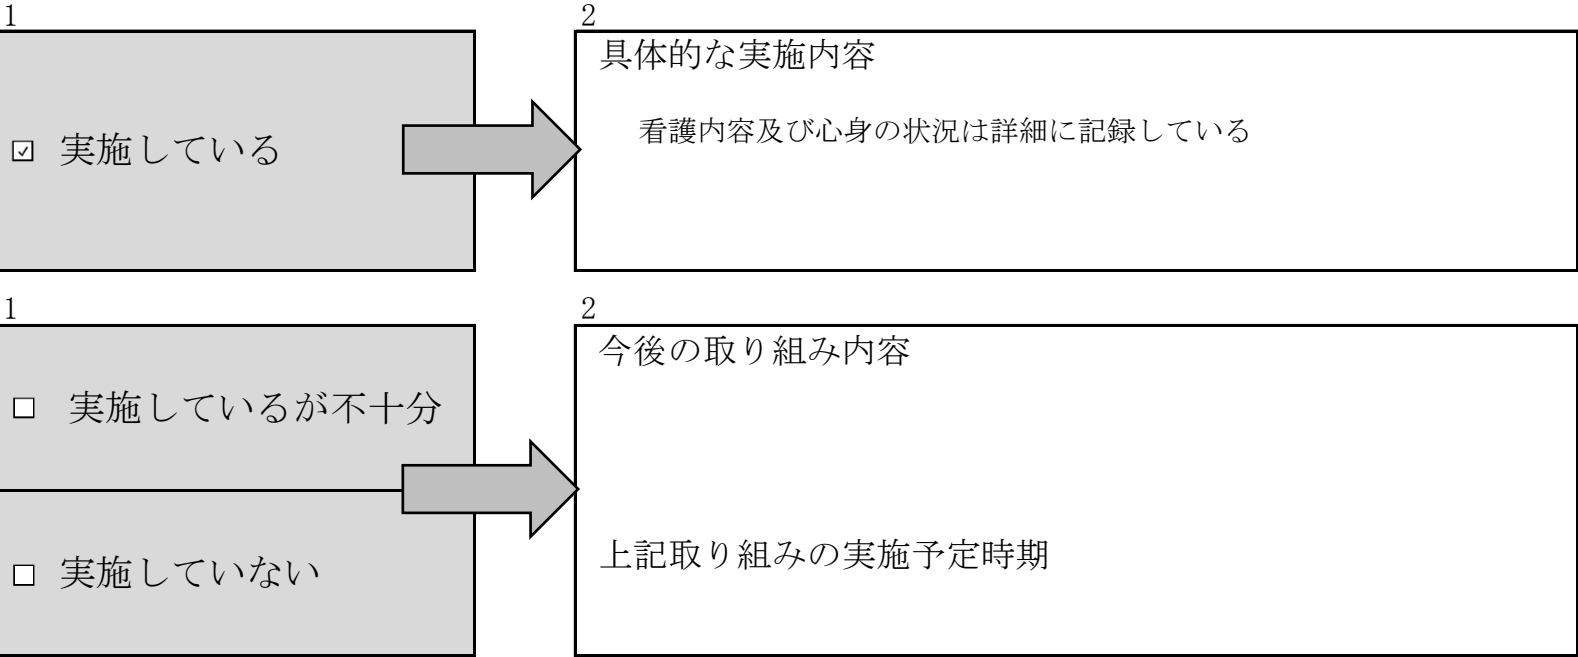 1
2
具体的な実施内容
看護内容及び心身の状況は詳細に記録している
☑ 実施している
1
2
今後の取り組み内容
□ 実施しているが不十分
上記取り組みの実施予定時期
□ 実施していない